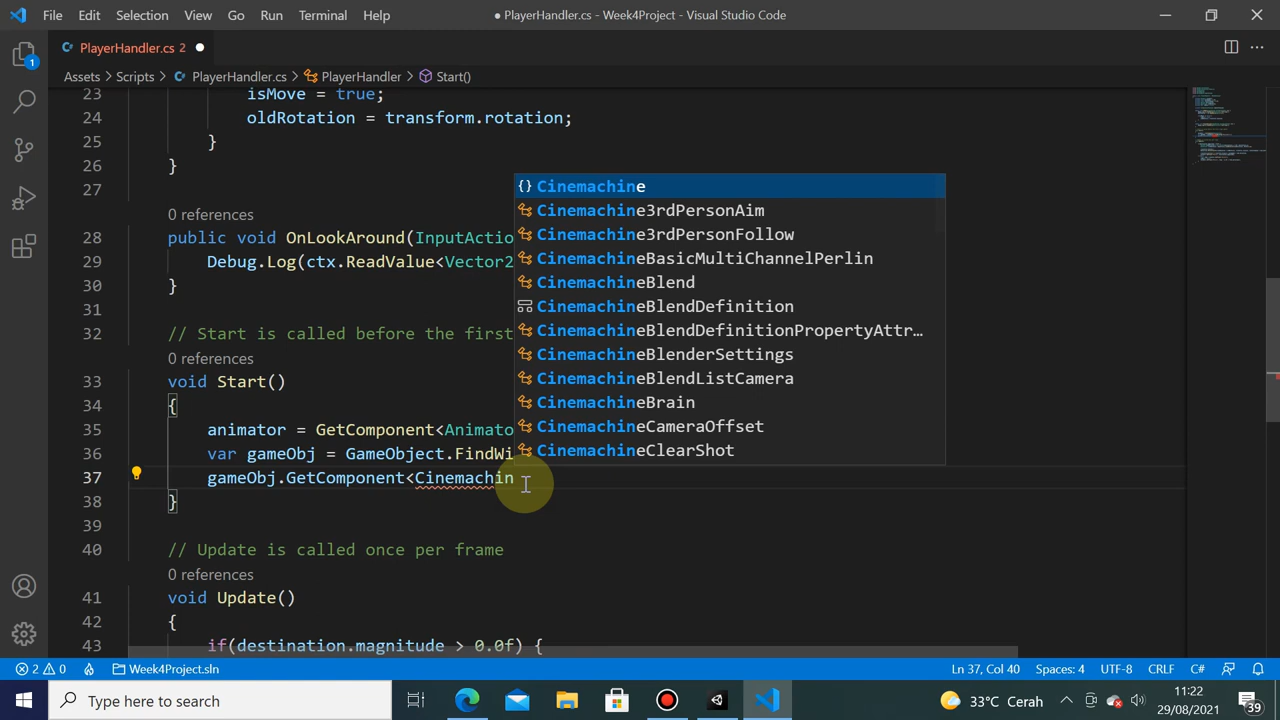 File Edit Selection View Go Run Terminal Help
● PlayerHandler.cs - Week4Project - Visual Studio Code
PlayerHandler.cs 2
Assets > Scripts > PlayerHandler.cs > PlayerHandler > Start()
1
23 isMove = true;
24 oldRotation = transform.rotation;
25 }
26 }
27
0 references
28 public void OnLookAround(InputActio
29 Debug.Log(ctx.ReadValue<Vector2
30 }
31
32 // Start is called before the first
0 references
33 void Start()
34 {
35 animator = GetComponent<Animato
36 var gameObj = GameObject.FindWi
37 gameObj.GetComponent<Cinemachin
38 }
39
40 // Update is called once per frame
0 references
41 void Update()
42 {
43 if(destination.magnitude > 0.0f) {
{} Cinemachine
Cinemachine3rdPersonAim
Cinemachine3rdPersonFollow
CinemachineBasicMultiChannelPerlin
CinemachineBlend
CinemachineBlendDefinition
CinemachineBlendDefinitionPropertyAttr…
CinemachineBlenderSettings
CinemachineBlendListCamera
CinemachineBrain
CinemachineCameraOffset
CinemachineClearShot
2 0 Week4Project.sln Ln 37, Col 40 Spaces: 4 UTF-8 CRLF C#
Type here to search
33°C Cerah
11:22
29/08/2021
39